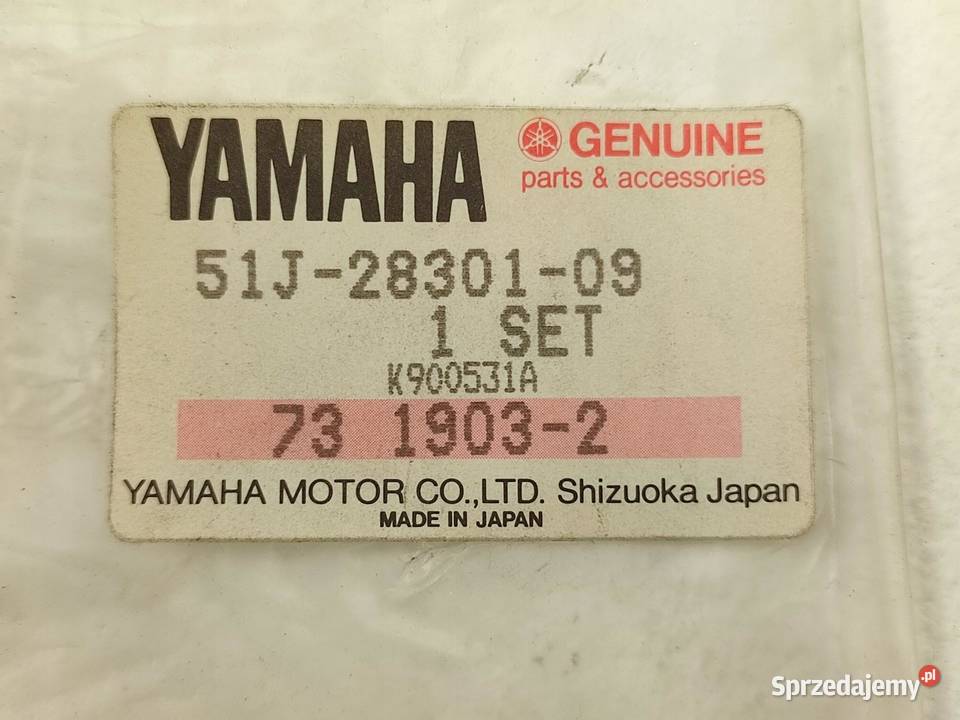 YAMAHA
GENUINE
parts & accessories
51J-28301-09
1 SET
K900531A
73 1903-2
YAMAHA MOTOR CO.,LTD. Shizuoka Japan
MADE IN JAPAN
Sprzedajemy.pl